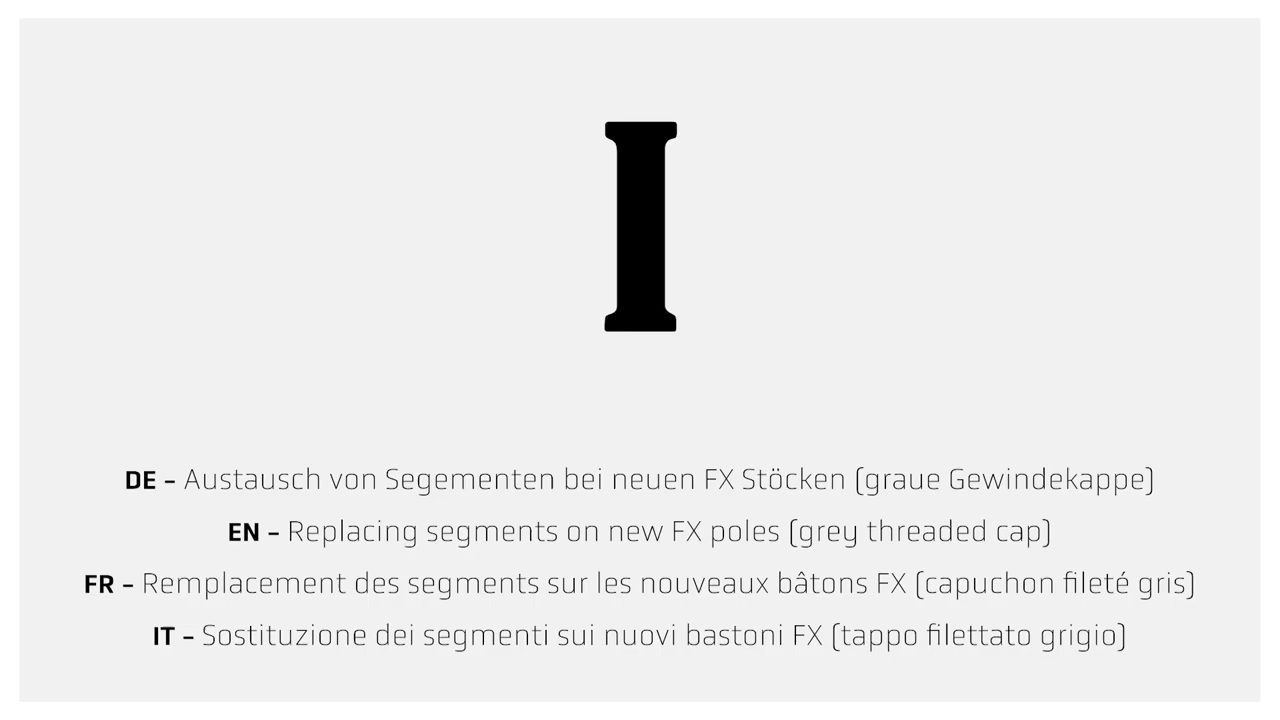 I
DE – Austausch von Segementen bei neuen FX Stöcken (graue Gewindekappe)
EN – Replacing segments on new FX poles (grey threaded cap)
FR – Remplacement des segments sur les nouveaux bâtons FX (capuchon fileté gris)
IT – Sostituzione dei segmenti sui nuovi bastoni FX (tappo filettato grigio)